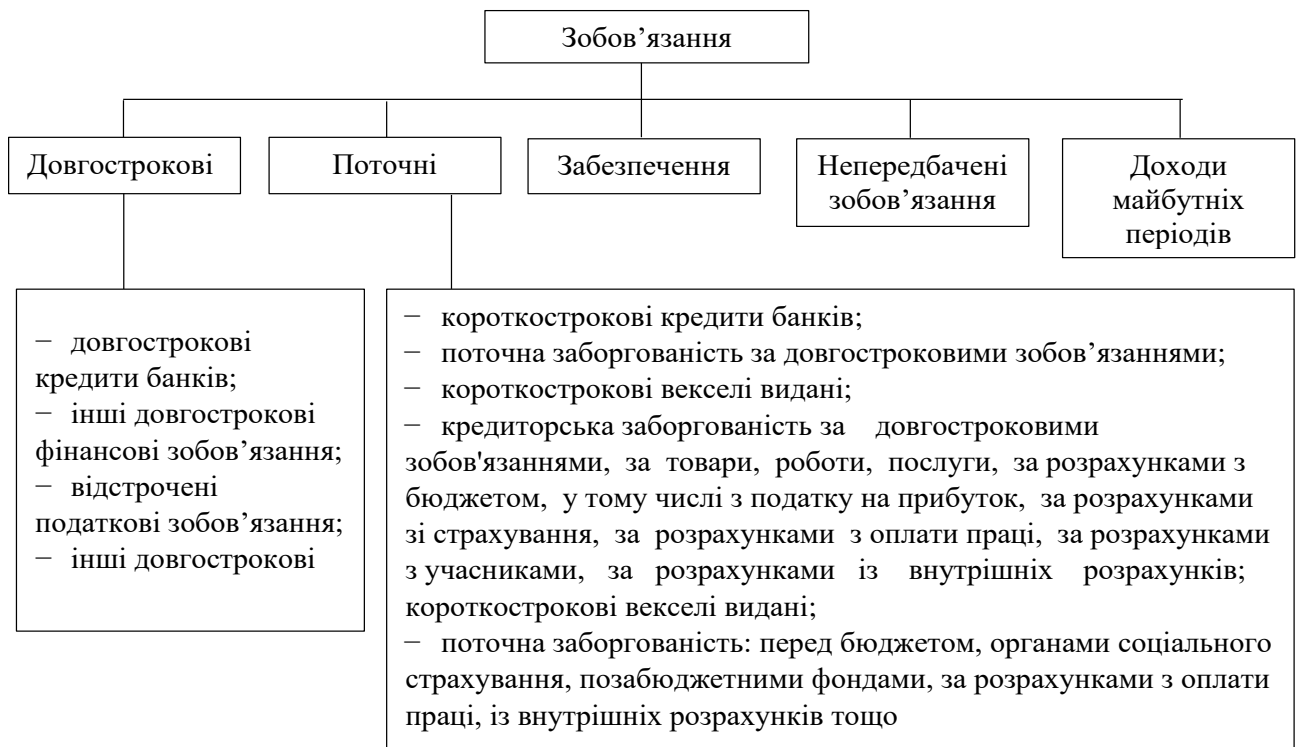 Зобов’язання
Довгострокові
Поточні
Забезпечення
Непередбачені
зобов’язання
Доходи
майбутніх
періодів
− довгострокові
кредити банків;
− інші довгострокові
фінансові зобов’язання;
− відстрочені
податкові зобов’язання;
− інші довгострокові
− короткострокові кредити банків;
− поточна заборгованість за довгостроковими зобов’язаннями;
− короткострокові векселі видані;
− кредиторська заборгованість за довгостроковими
зобов'язаннями, за товари, роботи, послуги, за розрахунками з
бюджетом, у тому числі з податку на прибуток, за розрахунками
зі страхування, за розрахунками з оплати праці, за розрахунками
з учасниками, за розрахунками із внутрішніх розрахунків;
короткострокові векселі видані;
− поточна заборгованість: перед бюджетом, органами соціального
страхування, позабюджетними фондами, за розрахунками з оплати
праці, із внутрішніх розрахунків тощо